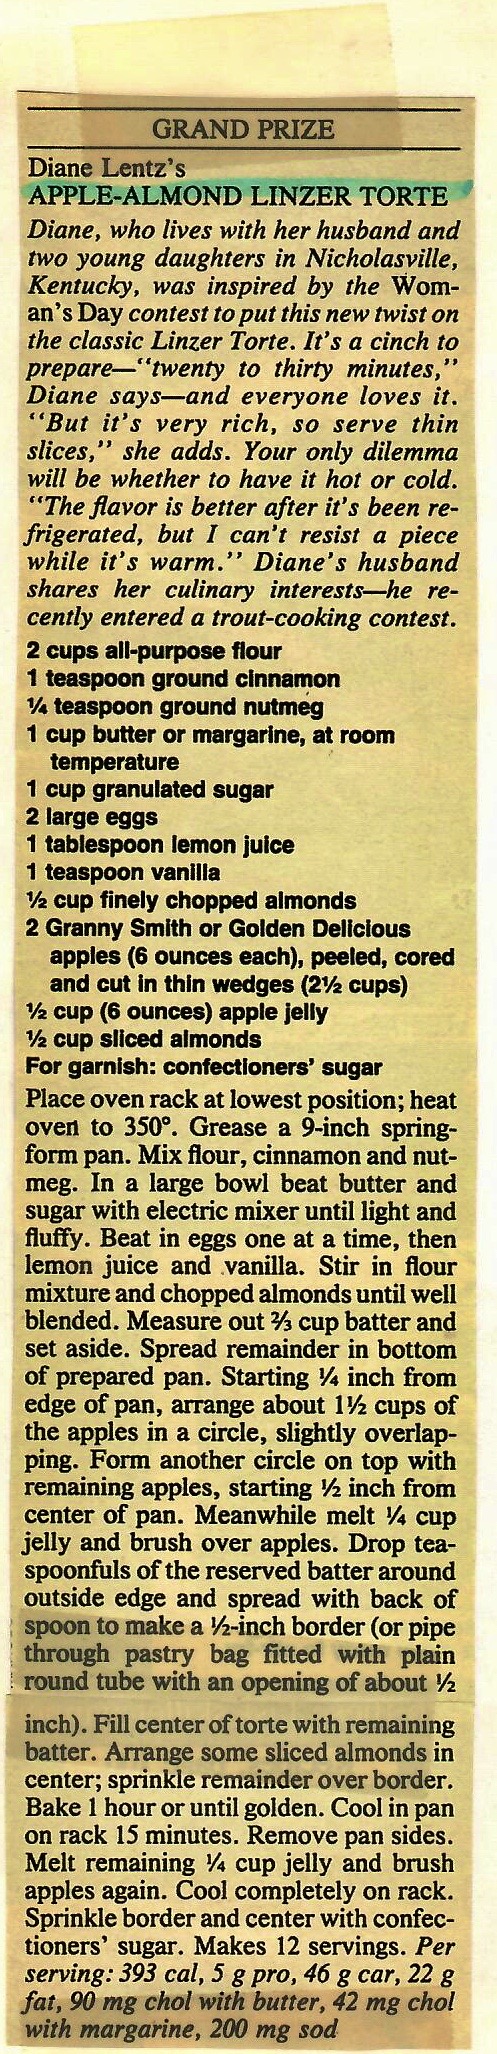 GRAND PRIZE
Diane Lentz's
APPLE-ALMOND LINZER TORTE
Diane, who lives with her husband and
two young daughters in Nicholasville,
Kentucky, was inspired by the Wom-
an's Day contest to put this new twist on
the classic Linzer Torte. It's a cinch to
prepare—"twenty to thirty minutes,"
Diane says—and everyone loves it.
"But it's very rich, so serve thin
slices," she adds. Your only dilemma
will be whether to have it hot or cold.
"The flavor is better after it's been re-
frigerated, but I can't resist a piece
while it's warm." Diane's husband
shares her culinary interests—he re-
cently entered a trout-cooking contest.
2 cups all-purpose flour
1 teaspoon ground cinnamon
¼ teaspoon ground nutmeg
1 cup butter or margarine, at room
temperature
1 cup granulated sugar
2 large eggs
1 tablespoon lemon juice
1 teaspoon vanilla
½ cup finely chopped almonds
2 Granny Smith or Golden Delicious
apples (6 ounces each), peeled, cored
and cut in thin wedges (2½ cups)
½ cup (6 ounces) apple jelly
½ cup sliced almonds
For garnish: confectioners' sugar
Place oven rack at lowest position; heat
oven to 350°. Grease a 9-inch spring-
form pan. Mix flour, cinnamon and nut-
meg. In a large bowl beat butter and
sugar with electric mixer until light and
fluffy. Beat in eggs one at a time, then
lemon juice and vanilla. Stir in flour
mixture and chopped almonds until well
blended. Measure out ⅔ cup batter and
set aside. Spread remainder in bottom
of prepared pan. Starting ¼ inch from
edge of pan, arrange about 1½ cups of
the apples in a circle, slightly overlap-
ping. Form another circle on top with
remaining apples, starting ½ inch from
center of pan. Meanwhile melt ¼ cup
jelly and brush over apples. Drop tea-
spoonfuls of the reserved batter around
outside edge and spread with back of
spoon to make a ½-inch border (or pipe
through pastry bag fitted with plain
round tube with an opening of about ½
inch). Fill center of torte with remaining
batter. Arrange some sliced almonds in
center; sprinkle remainder over border.
Bake 1 hour or until golden. Cool in pan
on rack 15 minutes. Remove pan sides.
Melt remaining ¼ cup jelly and brush
apples again. Cool completely on rack.
Sprinkle border and center with confec-
tioners' sugar. Makes 12 servings. Per
serving: 393 cal, 5 g pro, 46 g car, 22 g
fat, 90 mg chol with butter, 42 mg chol
with margarine, 200 mg sod